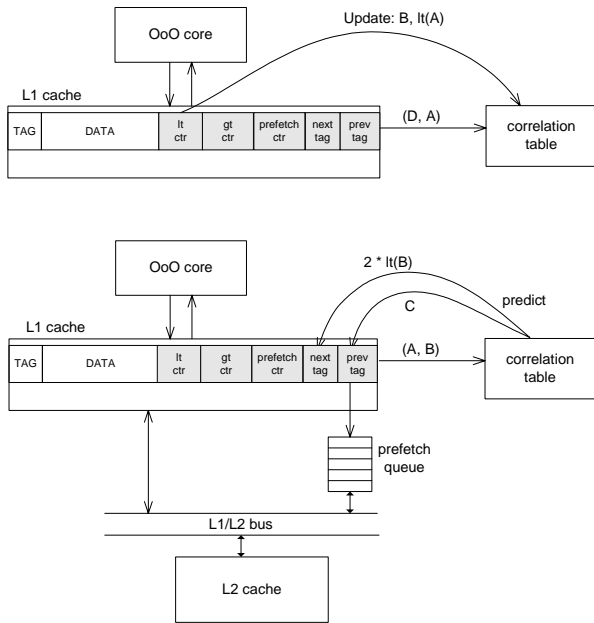 Update: B, lt(A)
OoO core
L1 cache
TAG DATA lt ctr gt ctr prefetch ctr next tag prev tag
(D, A)
correlation
table
2 * lt(B)
OoO core
C
predict
L1 cache
TAG DATA lt ctr gt ctr prefetch ctr next tag prev tag
(A, B)
correlation
table
prefetch
queue
L1/L2 bus
L2 cache